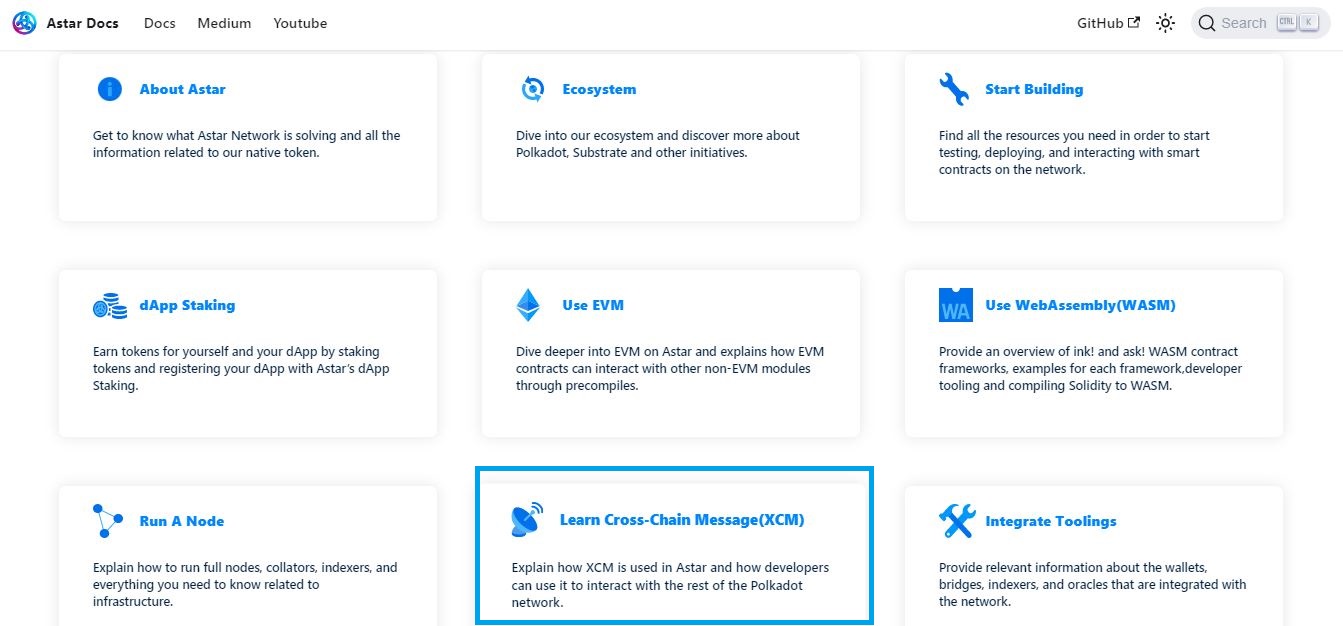 Astar Docs Docs Medium Youtube GitHub Search CTRL K
About Astar
Get to know what Astar Network is solving and all the
information related to our native token.
Ecosystem
Dive into our ecosystem and discover more about
Polkadot, Substrate and other initiatives.
Start Building
Find all the resources you need in order to start
testing, deploying, and interacting with smart
contracts on the network.
dApp Staking
Earn tokens for yourself and your dApp by staking
tokens and registering your dApp with Astar’s dApp
Staking.
Use EVM
Dive deeper into EVM on Astar and explains how EVM
contracts can interact with other non-EVM modules
through precompiles.
WA
Use WebAssembly(WASM)
Provide an overview of ink! and ask! WASM contract
frameworks, examples for each framework,developer
tooling and compiling Solidity to WASM.
Run A Node
Explain how to run full nodes, collators, indexers, and
everything you need to know related to
infrastructure.
Learn Cross-Chain Message(XCM)
Explain how XCM is used in Astar and how developers
can use it to interact with the rest of the Polkadot
network.
Integrate Toolings
Provide relevant information about the wallets,
bridges, indexers, and oracles that are integrated with
the network.